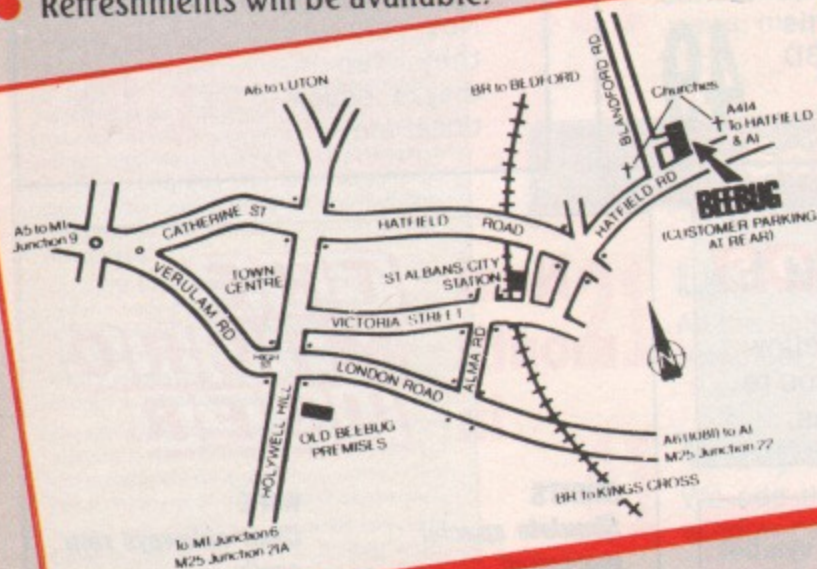 Refreshments will be available.
A6 to LUTON
BR to BEDFORD
BLANDFORD RD
Churches
A414
To HATFIELD
& A1
HATFIELD RD
BEEBUG
(CUSTOMER PARKING
AT REAR)
A5 to M1
Junction 9
CATHERINE ST
HATFIELD ROAD
TOWN
CENTRE
ST ALBANS CITY
STATION
VERULAM RD
VICTORIA STREET
HIGH
ST
LONDON ROAD
ALMA RD
HOLYWELL HILL
OLD BEEBUG
PREMISES
A6 (1081) to A1
M25 Junction 22
BR to KINGS CROSS
To M1 Junction 6
M25 Junction 21A
N